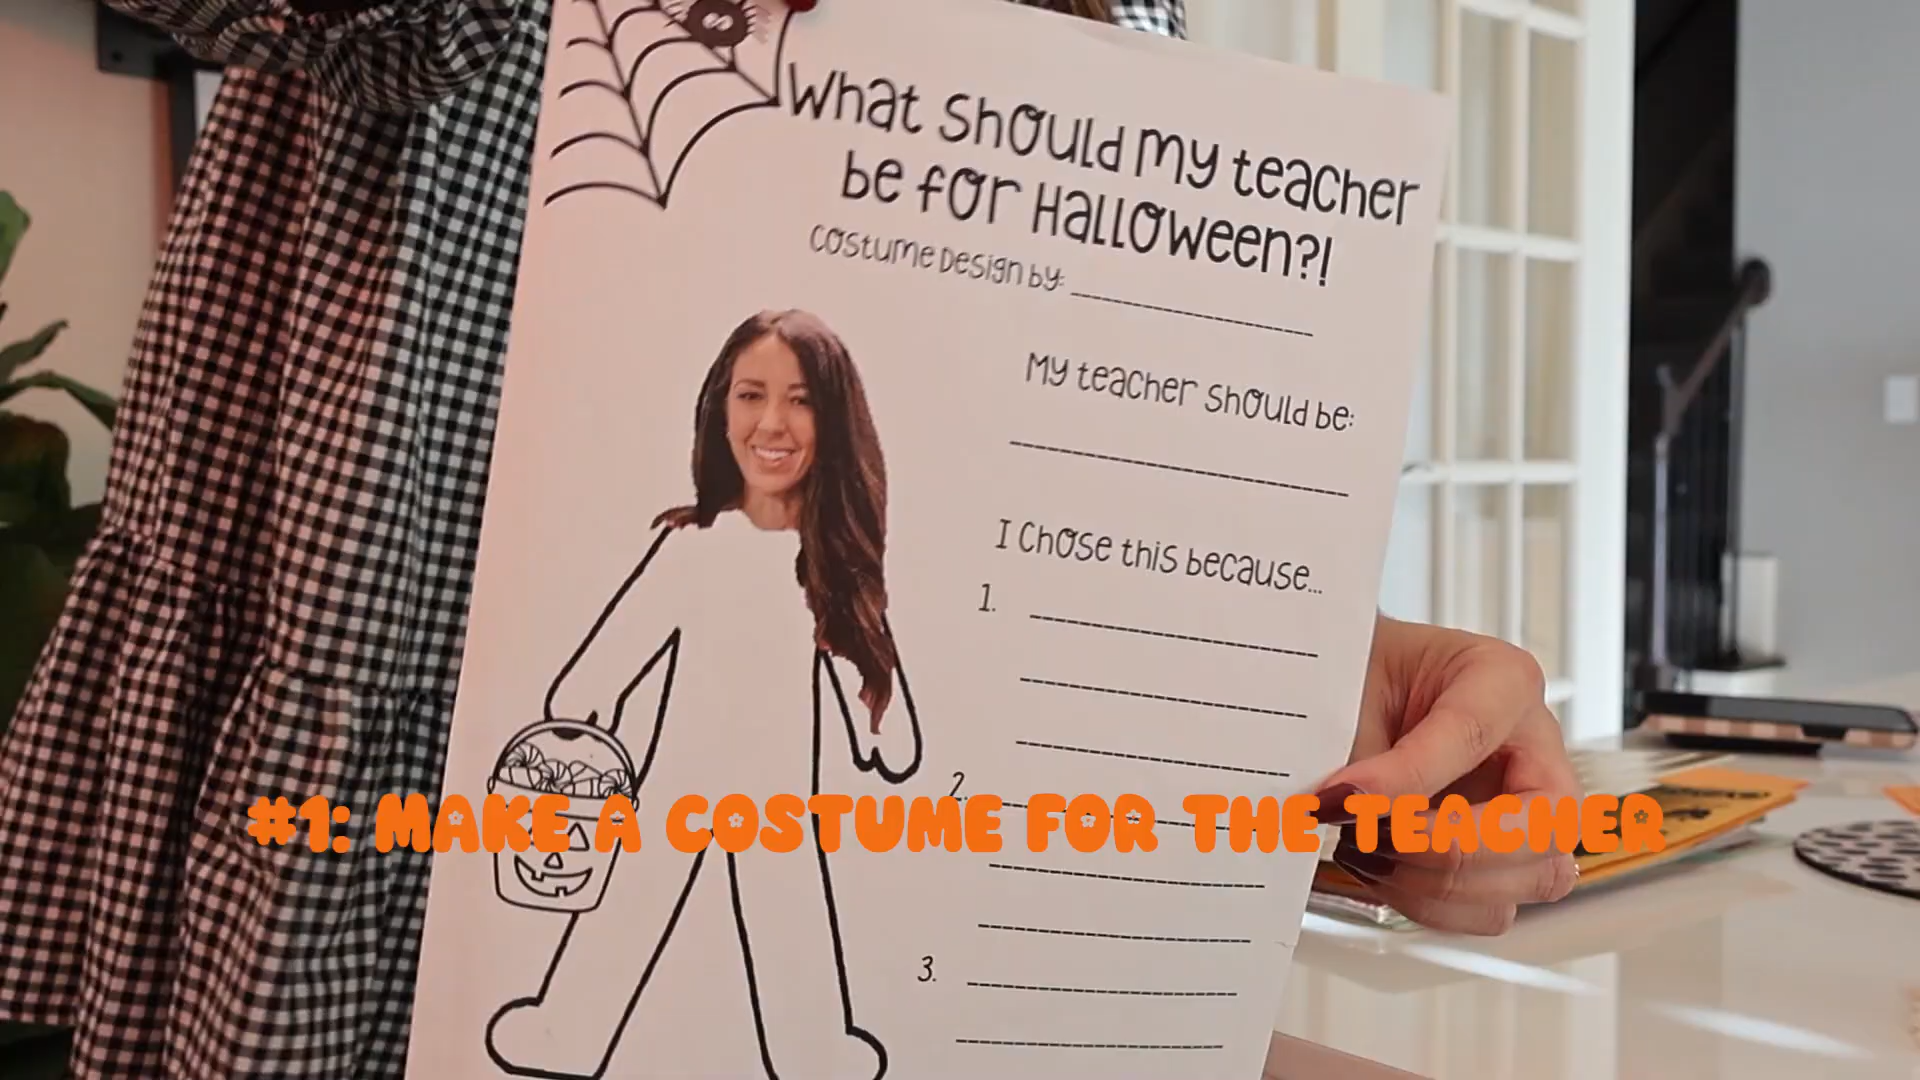 What should my teacher
be for Halloween?!
Costume Design by:
My teacher should be:
I chose this because...
1.
2.
#1: MAKE A COSTUME FOR THE TEACHER
3.